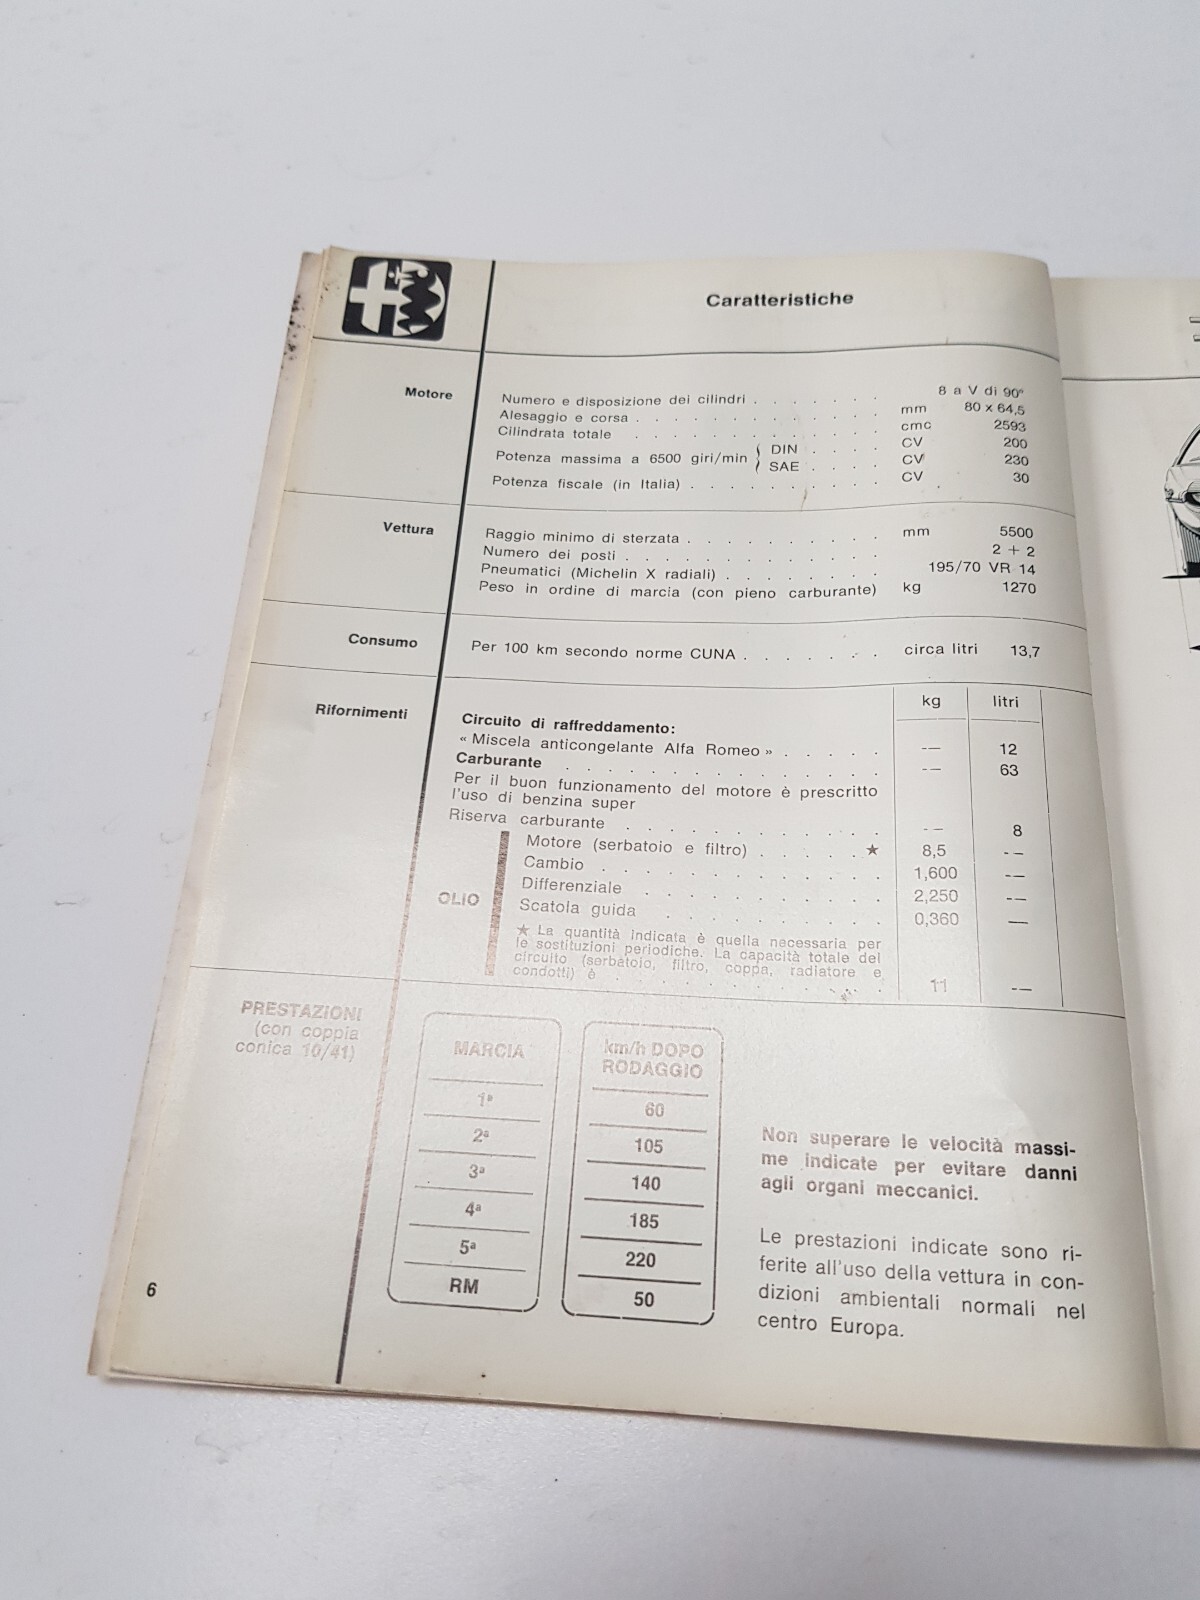 Caratteristiche
Motore
Numero e disposizione dei cilindri . . . . . . . 8 a V di 90°
Alesaggio e corsa . . . . . . . . . . . . mm 80 x 64,5
Cilindrata totale . . . . . . . . . . . . cmc 2593
Potenza massima a 6500 giri/min { DIN . . . . CV 200
SAE . . . . CV 230
Potenza fiscale (in Italia) . . . . . . . . . . CV 30
Vettura
Raggio minimo di sterzata . . . . . . . . . . mm 5500
Numero dei posti . . . . . . . . . . . . 2 + 2
Pneumatici (Michelin X radiali) . . . . . . . . 195/70 VR 14
Peso in ordine di marcia (con pieno carburante) kg 1270
Consumo
Per 100 km secondo norme CUNA . . . . . . . circa litri 13,7
Rifornimenti
kg litri
Circuito di raffreddamento:
« Miscela anticongelante Alfa Romeo » . . . . . -- 12
Carburante . . . . . . . . . . . . . . -- 63
Per il buon funzionamento del motore è prescritto
l'uso di benzina super
Riserva carburante . . . . . . . . . . -- 8
OLIO
Motore (serbatoio e filtro) . . . . . ★ 8,5 --
Cambio . . . . . . . . . . . . . 1,600 --
Differenziale . . . . . . . . . . . 2,250 --
Scatola guida . . . . . . . . . . 0,360 —
★ La quantità indicata è quella necessaria per
le sostituzioni periodiche. La capacità totale del
circuito (serbatoio, filtro, coppa, radiatore e
condotti) è . . . . . . . . . . . . 11 --
PRESTAZIONI
(con coppia
conica 10/41)
MARCIA km/h DOPO
RODAGGIO
1ª 60
2ª 105
3ª 140
4ª 185
5ª 220
RM 50
Non superare le velocità massi-
me indicate per evitare danni
agli organi meccanici.
Le prestazioni indicate sono ri-
ferite all'uso della vettura in con-
dizioni ambientali normali nel
centro Europa.
6